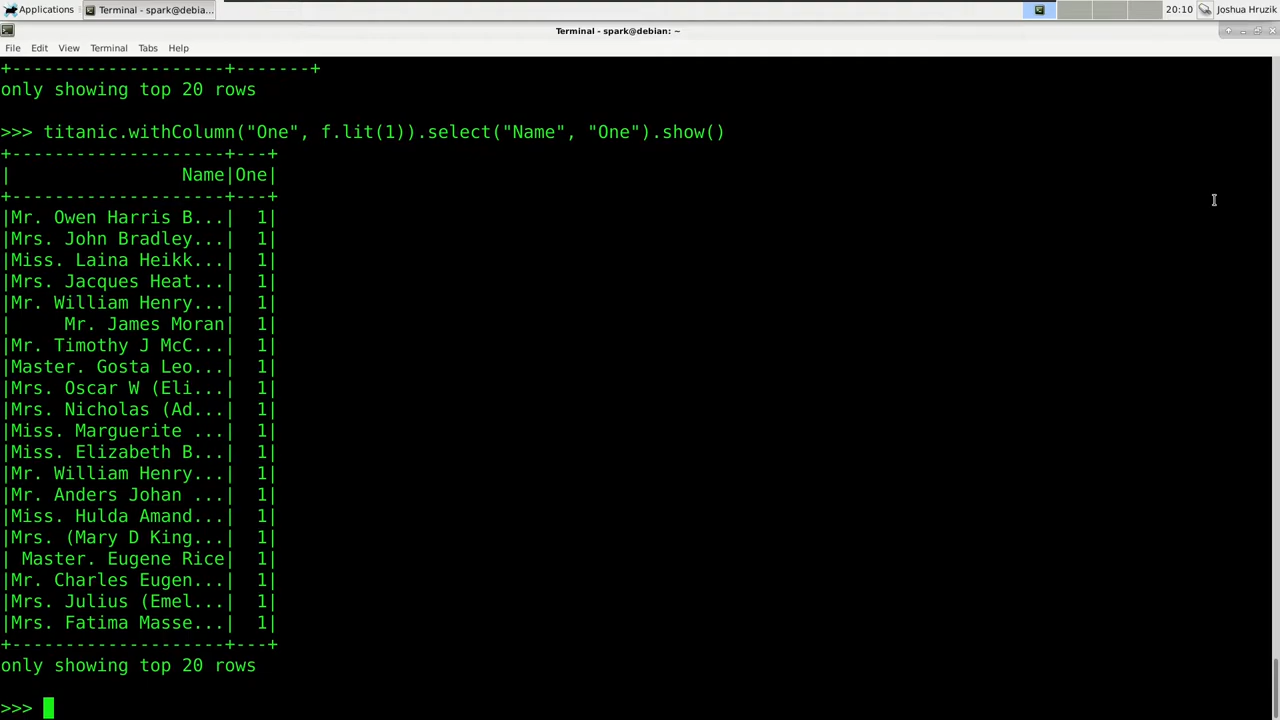 Applications Terminal - spark@debia... 20:10 Joshua Hruzik
Terminal - spark@debian: ~
File Edit View Terminal Tabs Help
+--------------------+-------+
only showing top 20 rows
>>> titanic.withColumn("One", f.lit(1)).select("Name", "One").show()
+--------------------+---+
|                Name|One|
+--------------------+---+
|Mr. Owen Harris B...|  1|
|Mrs. John Bradley...|  1|
|Miss. Laina Heikk...|  1|
|Mrs. Jacques Heat...|  1|
|Mr. William Henry...|  1|
|     Mr. James Moran|  1|
|Mr. Timothy J McC...|  1|
|Master. Gosta Leo...|  1|
|Mrs. Oscar W (Eli...|  1|
|Mrs. Nicholas (Ad...|  1|
|Miss. Marguerite ...|  1|
|Miss. Elizabeth B...|  1|
|Mr. William Henry...|  1|
|Mr. Anders Johan ...|  1|
|Miss. Hulda Amand...|  1|
|Mrs. (Mary D King...|  1|
| Master. Eugene Rice|  1|
|Mr. Charles Eugen...|  1|
|Mrs. Julius (Emel...|  1|
|Mrs. Fatima Masse...|  1|
+--------------------+---+
only showing top 20 rows
>>>